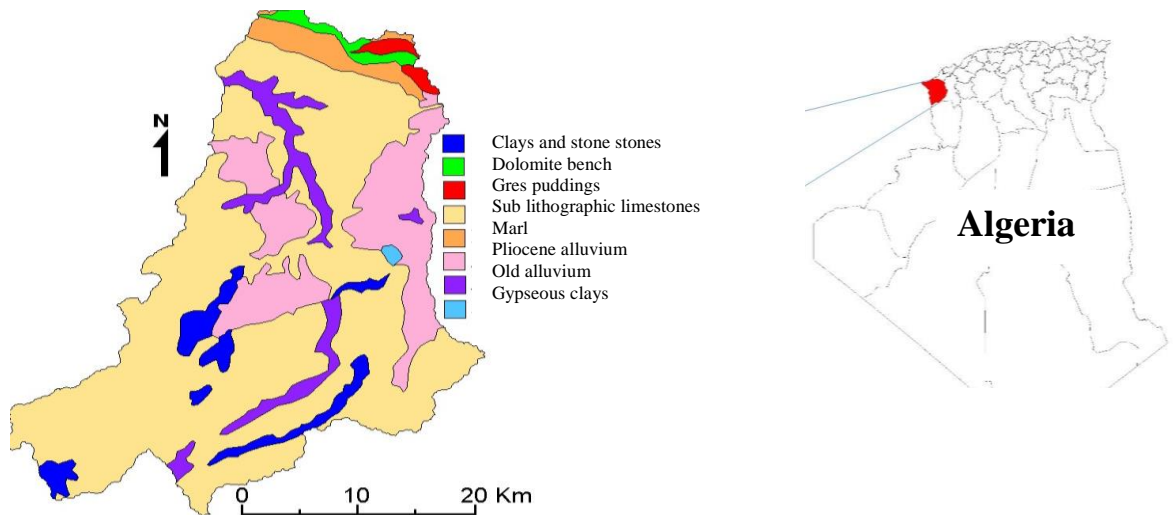 N
Clays and stone stones
Dolomite bench
Gres puddings
Sub lithographic limestones
Marl
Pliocene alluvium
Old alluvium
Gypseous clays
0 10 20 Km
Algeria